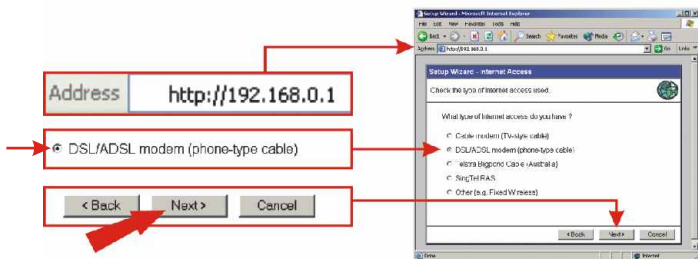 Address http://192.168.0.1
DSL/ADSL modem (phone-type cable)
< Back Next > Cancel
Setup Wizard - Microsoft Internet Explorer
File Edit View Favorites Tools Help
Back Search Favorites Media
Address http://192.168.0.1 Go Links
Setup Wizard - Internet Access
Check the type of Internet access used.
What type of Internet access do you have ?
Cable modem (TV-style cable)
DSL/ADSL modem (phone-type cable)
Telstra Bigpond Cable (Australia)
SingTel RAS
Other (e.g. Fixed Wireless)
< Back Next > Cancel
Done Internet